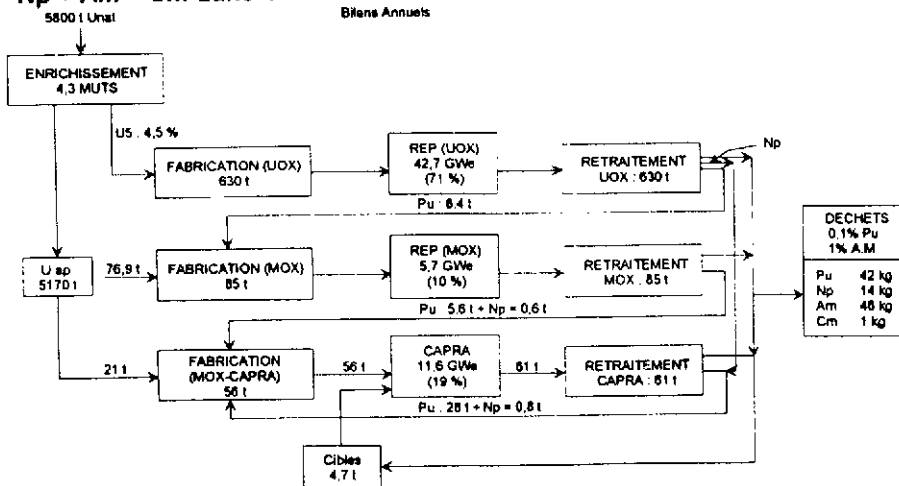 Bilans Annuels
5800 t Unat
ENRICHISSEMENT
4,3 MUTS
U5 : 4,5 %
FABRICATION (UOX)
630 t
REP (UOX)
42,7 GWe
(71 %)
RETRAITEMENT
UOX : 630 t
Np
Pu : 6,4 t
U ap
5170 t
76,9 t
FABRICATION (MOX)
85 t
REP (MOX)
5,7 GWe
(10 %)
RETRAITEMENT
MOX : 85 t
DECHETS
0,1% Pu
1% A.M
Pu 42 kg
Np 14 kg
Am 46 kg
Cm 1 kg
Pu : 5,6 t + Np = 0,6 t
21 t
FABRICATION
(MOX-CAPRA)
56 t
56 t
CAPRA
11,6 GWe
(19 %)
61 t
RETRAITEMENT
CAPRA : 61 t
Pu : 26 t + Np = 0,8 t
Cibles
4,7 t